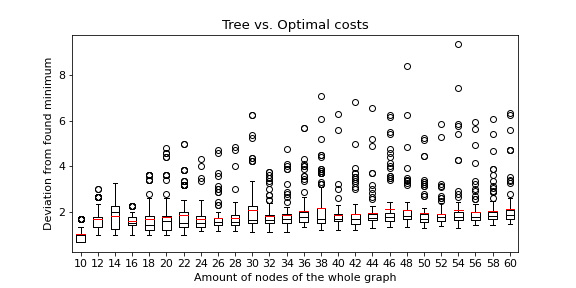 Tree vs. Optimal costs
Deviation from found minimum
8
6
4
2
10 12 14 16 18 20 22 24 26 28 30 32 34 36 38 40 42 44 46 48 50 52 54 56 58 60
Amount of nodes of the whole graph